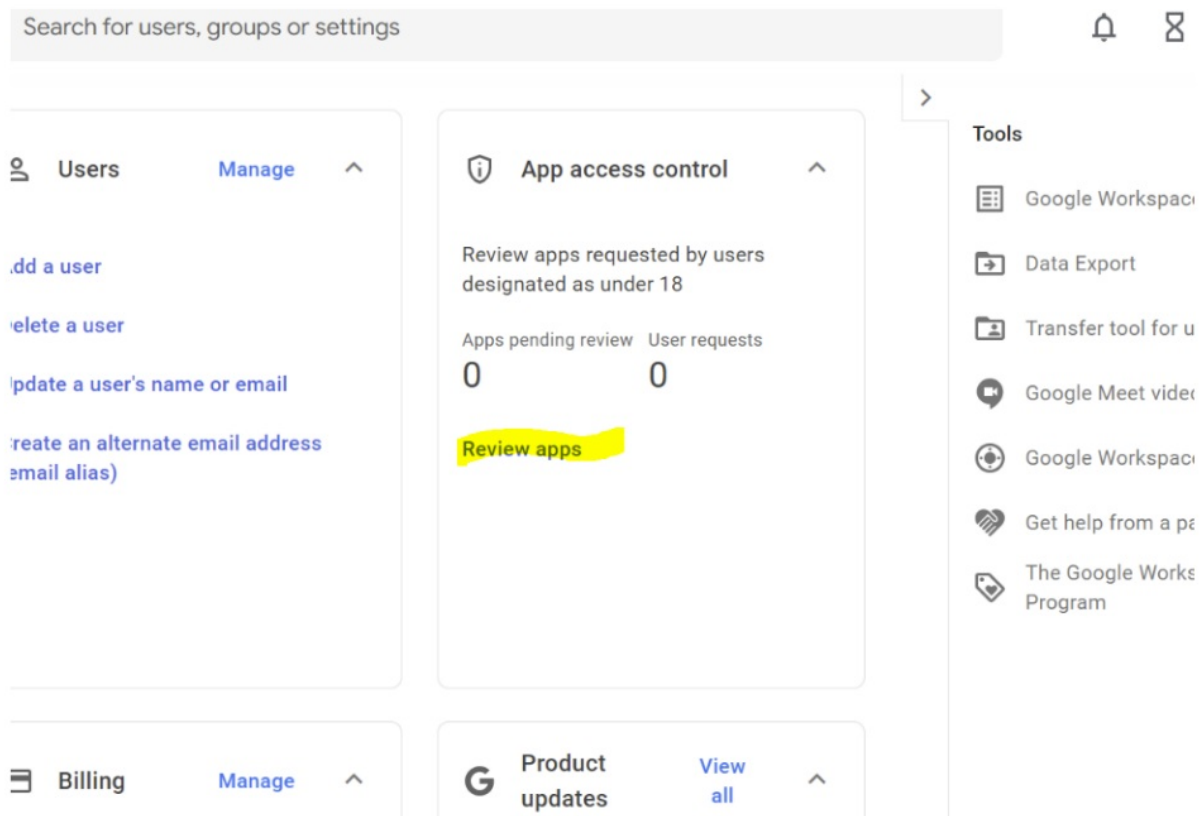 Search for users, groups or settings
Users
Manage
dd a user
elete a user
pdate a user's name or email
reate an alternate email address
email alias)
App access control
Review apps requested by users
designated as under 18
Apps pending review User requests
0 0
Review apps
Billing
Manage
Product
updates
View
all
Tools
Google Workspac
Data Export
Transfer tool for u
Google Meet vide
Google Workspac
Get help from a pa
The Google Works
Program